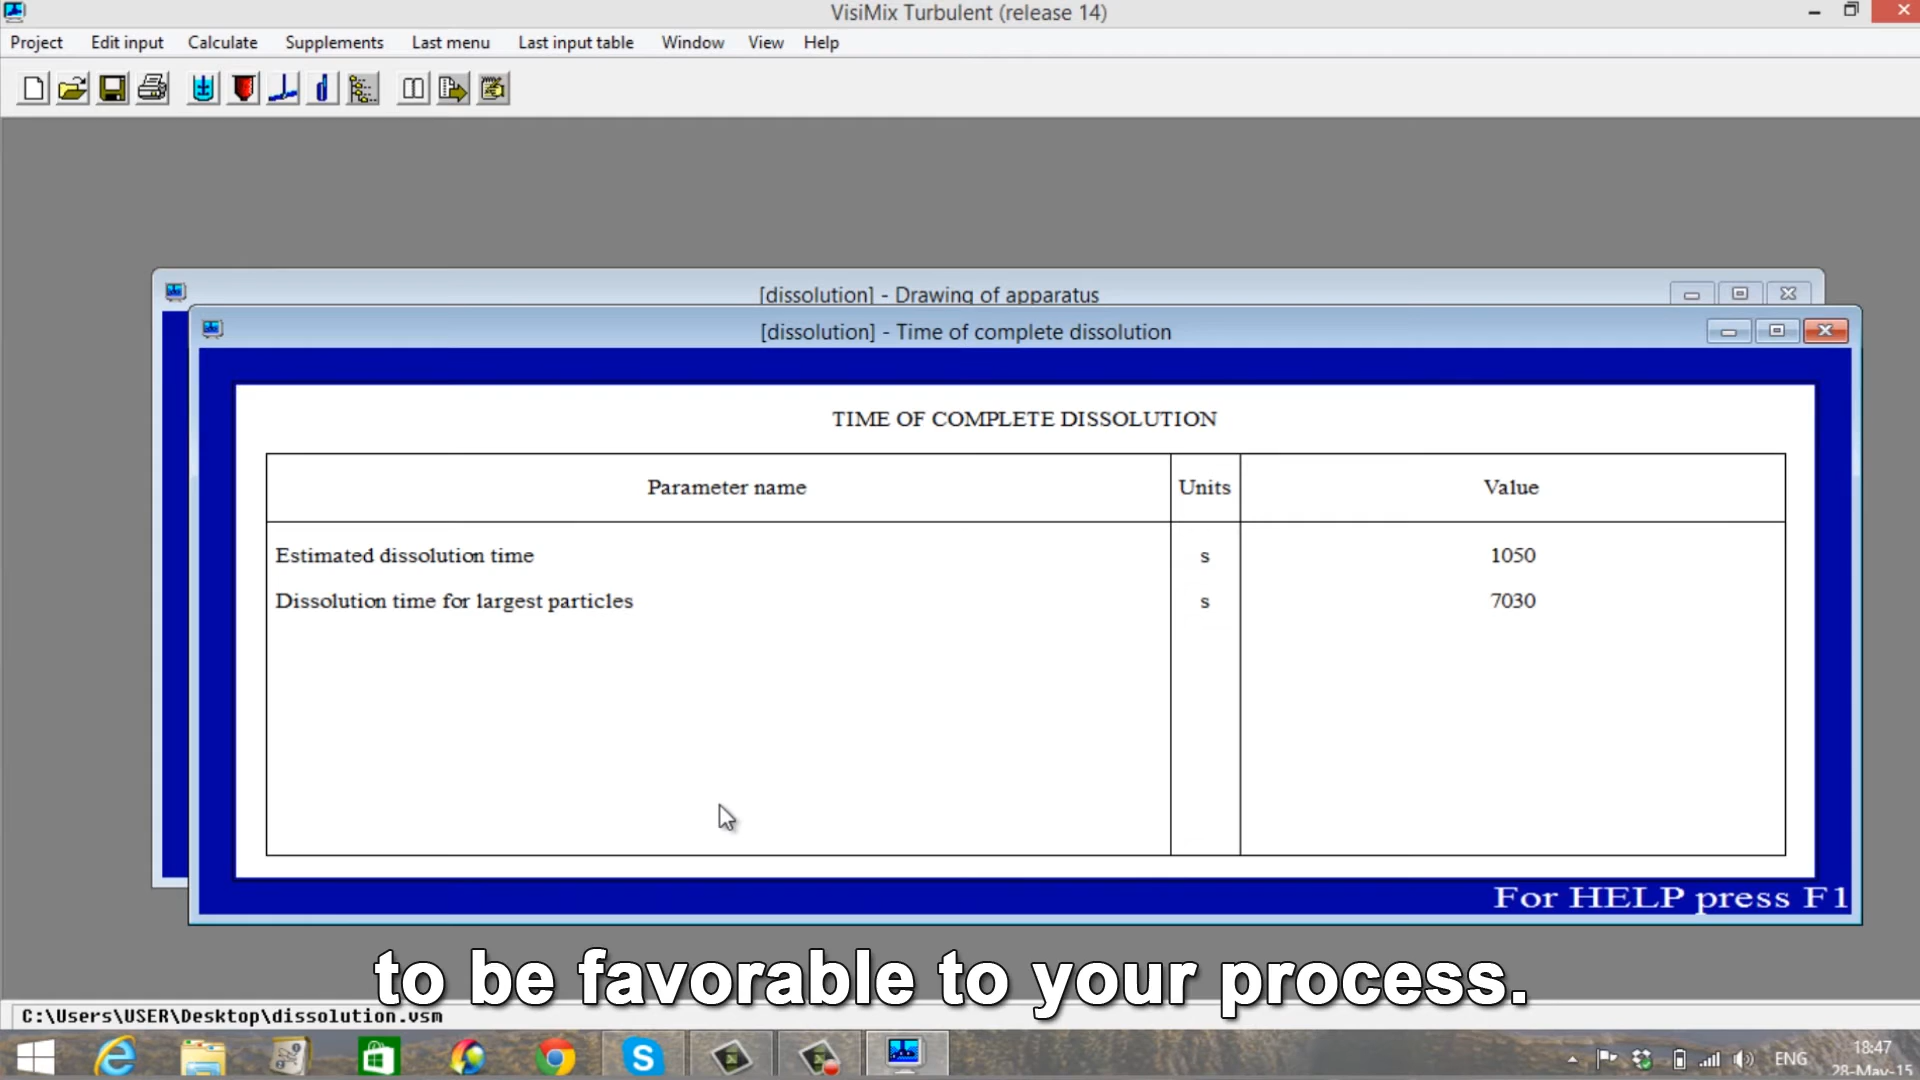 VisiMix Turbulent (release 14)
Project Edit input Calculate Supplements Last menu Last input table Window View Help
[dissolution] - Drawing of apparatus
[dissolution] - Time of complete dissolution
TIME OF COMPLETE DISSOLUTION
Parameter name Units Value
Estimated dissolution time s 1050
Dissolution time for largest particles s 7030
For HELP press F1
to be favorable to your process.
C:\Users\USER\Desktop\dissolution.vsm
ENG 18:47
28-May-15